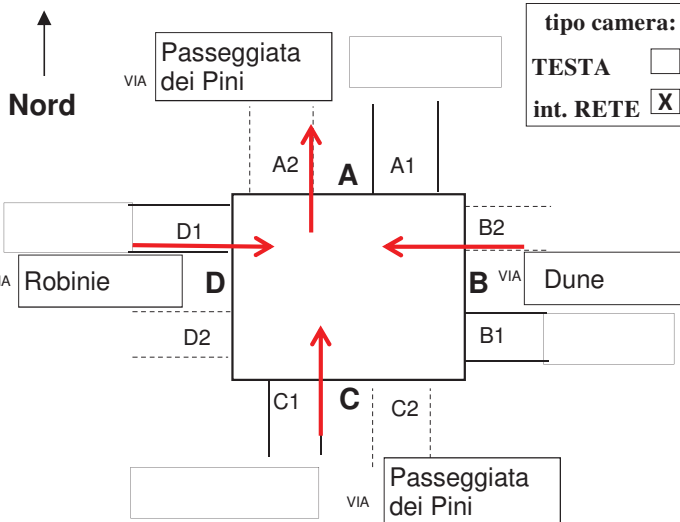 tipo camera:
Passeggiata
VIA dei Pini
TESTA
Nord
int. RETE X
A2 A A1
D1 B2
VIA Robinie D B VIA Dune
D2 B1
C1 C C2
Passeggiata
VIA dei Pini